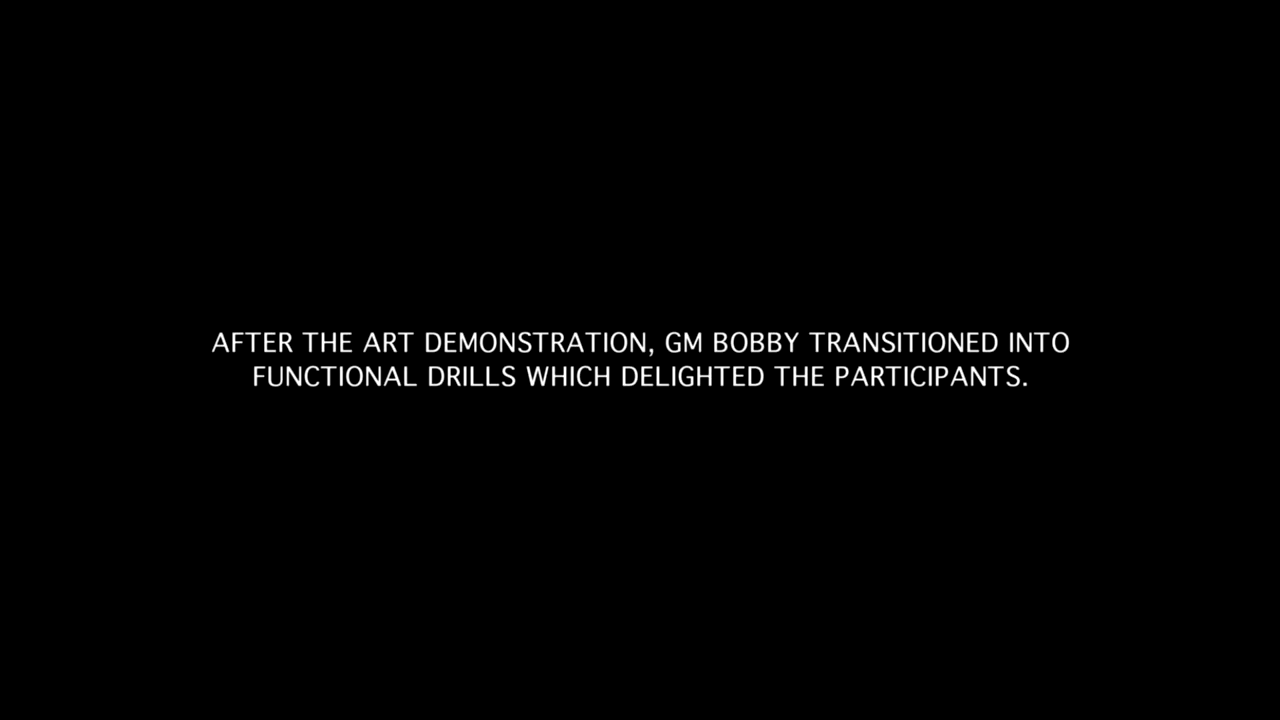 AFTER THE ART DEMONSTRATION, GM BOBBY TRANSITIONED INTO
FUNCTIONAL DRILLS WHICH DELIGHTED THE PARTICIPANTS.